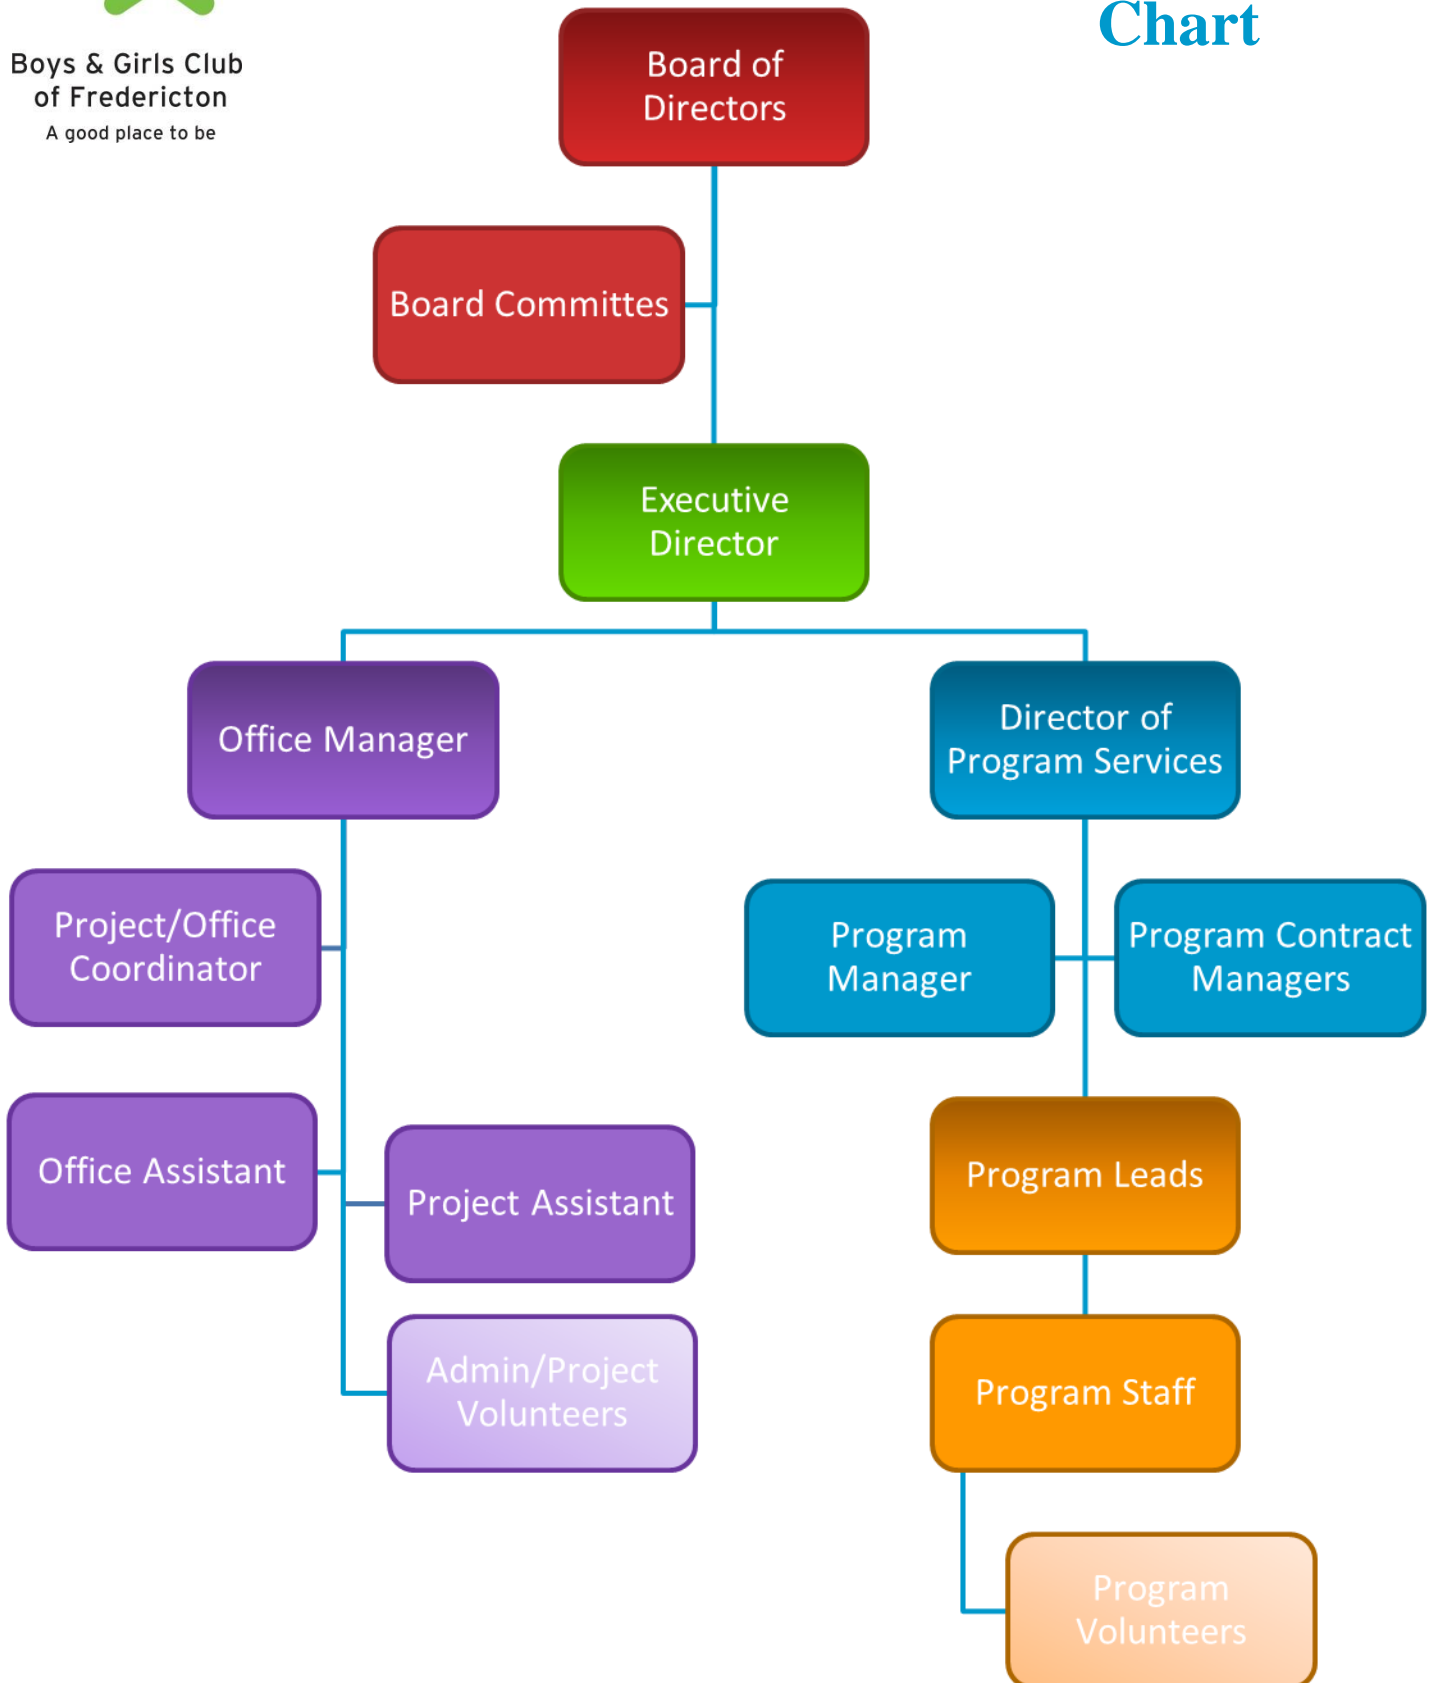 Chart
Boys & Girls Club
of Fredericton
A good place to be
Board of
Directors
Board Committes
Executive
Director
Office Manager
Director of
Program Services
Project/Office
Coordinator
Program
Manager
Program Contract
Managers
Office Assistant
Project Assistant
Program Leads
Admin/Project
Volunteers
Program Staff
Program
Volunteers